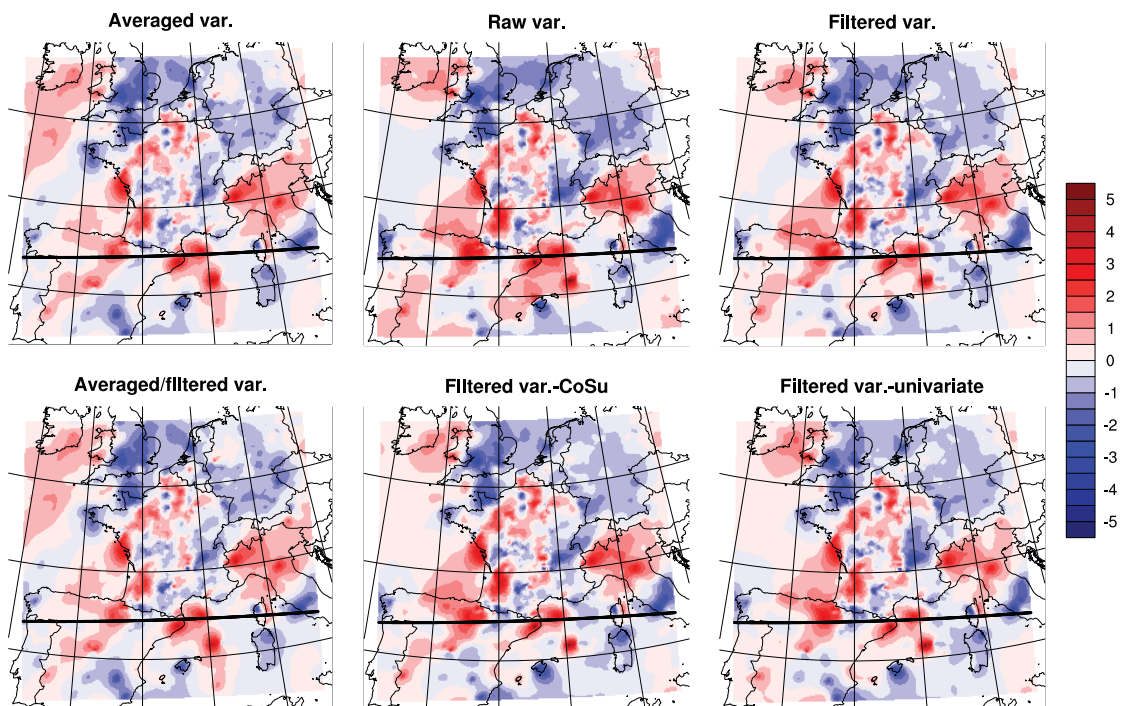 Averaged var.
Raw var.
Filtered var.
5
4
3
2
1
0
-1
-2
-3
-4
-5
Averaged/fIltered var.
FIltered var.-CoSu
Filtered var.-univariate